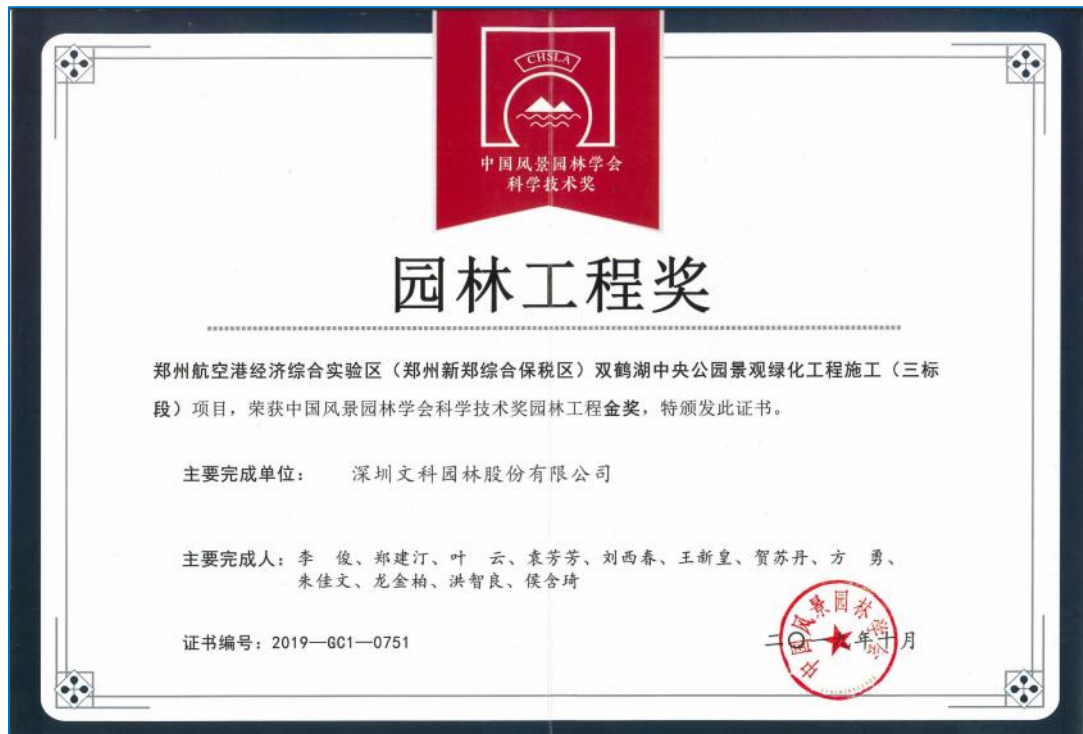 CHSLA
中国风景园林学会
科学技术奖
园林工程奖
郑州航空港经济综合实验区（郑州新郑综合保税区）双鹤湖中央公园景观绿化工程施工（三标
段）项目，荣获中国风景园林学会科学技术奖园林工程金奖，特颁发此证书。
主要完成单位： 深圳文科园林股份有限公司
主要完成人：李 俊、郑建汀、叶 云、袁芳芳、刘西春、王新皇、贺苏丹、方 勇、
朱佳文、龙金柏、洪智良、侯含琦
证书编号：2019—GC1—0751
二〇一九年十月
中国风景园林学会